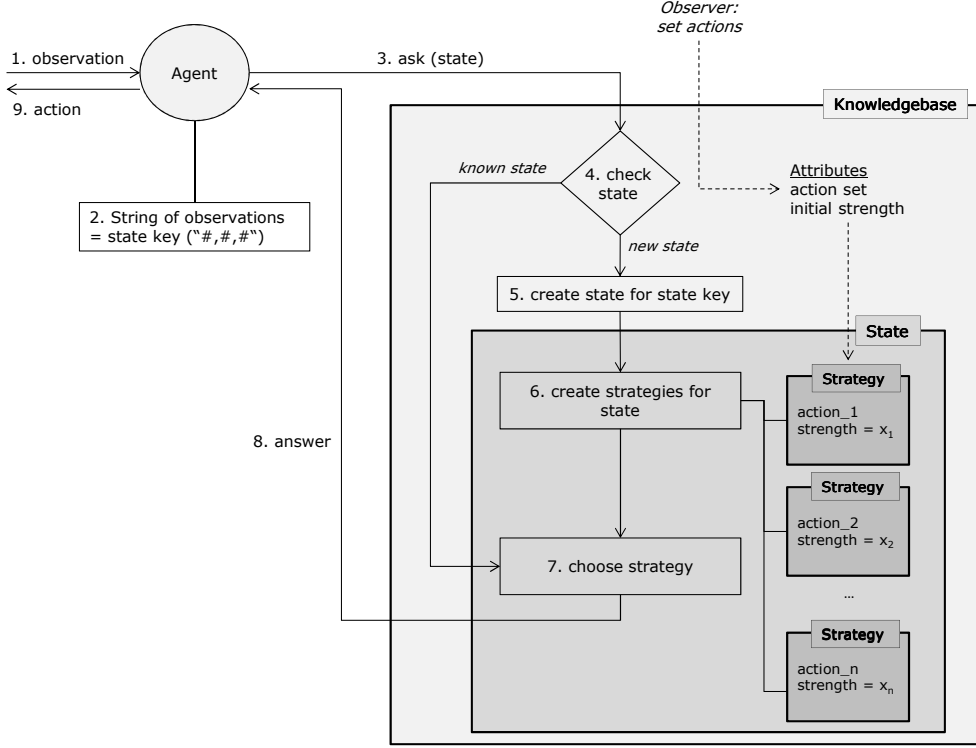 Observer:
set actions
1. observation
3. ask (state)
Agent
9. action
Knowledgebase
known state
4. check
state
Attributes
action set
initial strength
2. String of observations
= state key ("#,#,#")
new state
5. create state for state key
State
Strategy
6. create strategies for
state
action_1
strength = x1
8. answer
Strategy
action_2
strength = x2
7. choose strategy
...
Strategy
action_n
strength = xn